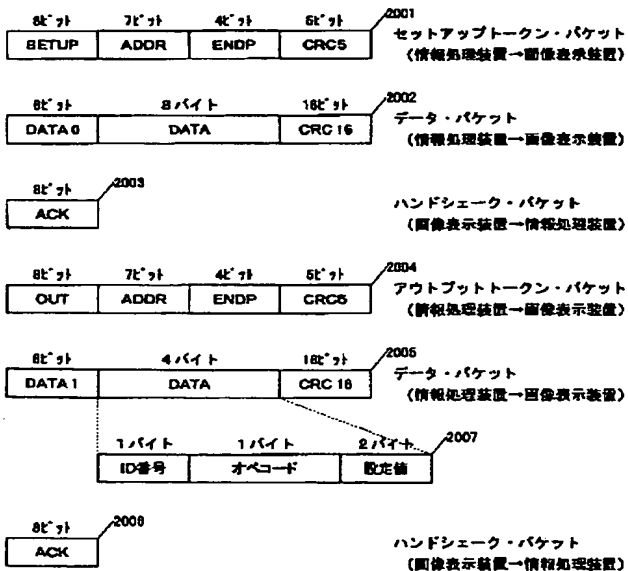 8ビット 7ビット 4ビット 5ビット 2001
SETUP ADDR ENDP CRC5 セットアップトークン・パケット
(情報処理装置→画像表示装置)
8ビット 8バイト 16ビット 2002
DATA0 DATA CRC16 データ・パケット
(情報処理装置→画像表示装置)
8ビット 2003
ACK ハンドシェーク・パケット
(画像表示装置→情報処理装置)
8ビット 7ビット 4ビット 5ビット 2004
OUT ADDR ENDP CRC5 アウトプットトークン・パケット
(情報処理装置→画像表示装置)
8ビット 4バイト 16ビット 2005
DATA1 DATA CRC16 データ・パケット
(情報処理装置→画像表示装置)
1バイト 1バイト 2バイト 2007
ID番号 オペコード 設定値
8ビット 2006
ACK ハンドシェーク・パケット
(画像表示装置→情報処理装置)